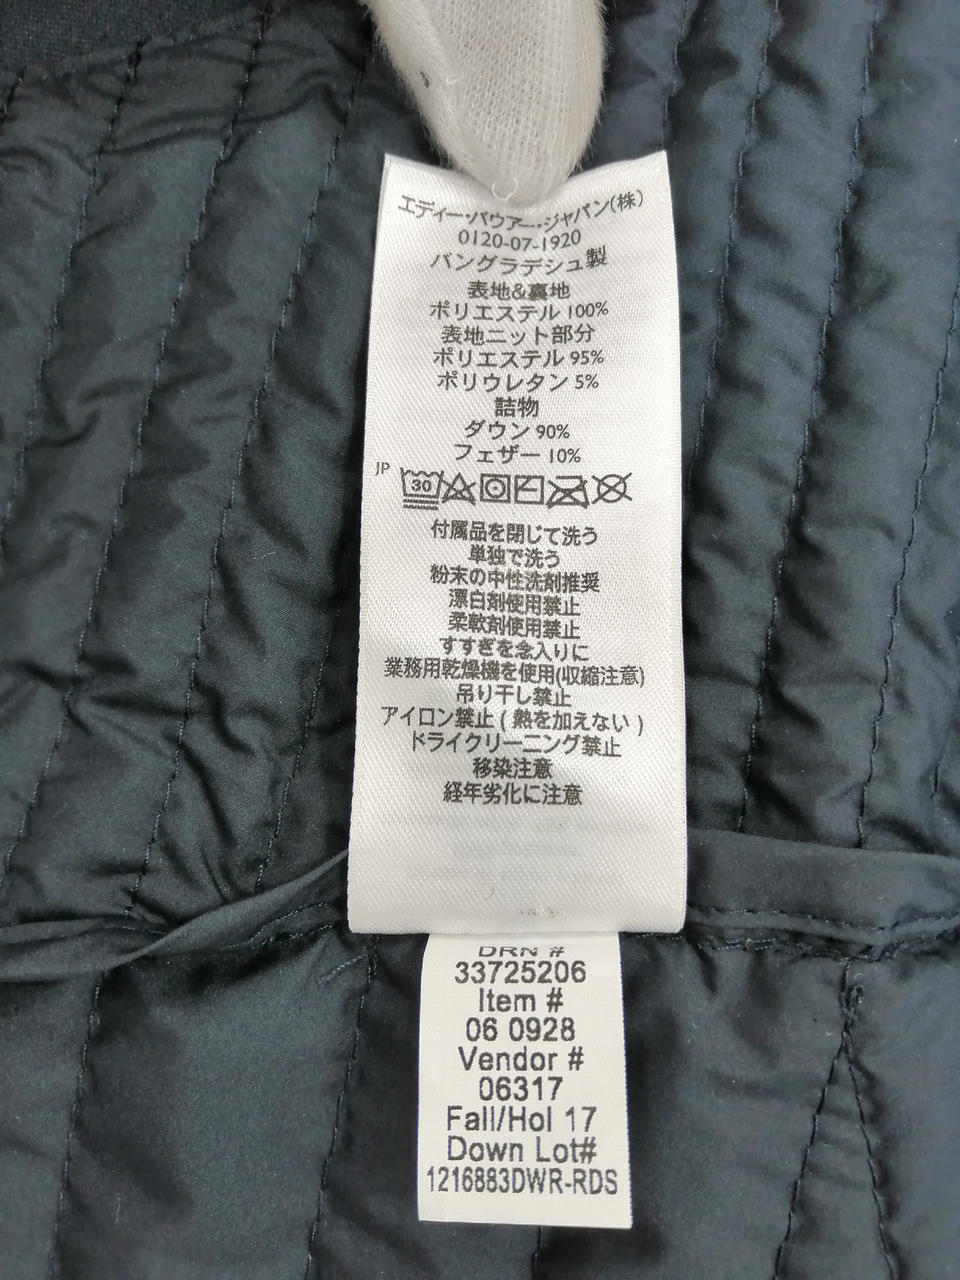 エディー・バウアー・ジャパン(株)
0120-07-1920
バングラデシュ製
表地&裏地
ポリエステル 100%
表地ニット部分
ポリエステル 95%
ポリウレタン 5%
詰物
ダウン 90%
フェザー 10%
JP
30
付属品を閉じて洗う
単独で洗う
粉末の中性洗剤推奨
漂白剤使用禁止
柔軟剤使用禁止
すすぎを念入りに
業務用乾燥機を使用(収縮注意)
吊り干し禁止
アイロン禁止 ( 熱を加えない )
ドライクリーニング禁止
移染注意
経年劣化に注意
DRN #
33725206
Item #
06 0928
Vendor #
06317
Fall/Hol 17
Down Lot#
1216883DWR-RDS